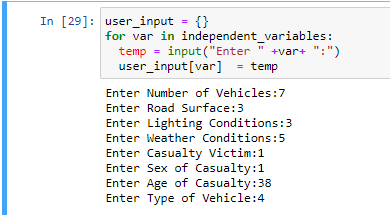 In [29]: user_input = {}
for var in independent_variables:
temp = input("Enter " +var+ ":")
user_input[var]  = temp
Enter Number of Vehicles:7
Enter Road Surface:3
Enter Lighting Conditions:3
Enter Weather Conditions:5
Enter Casualty Victim:1
Enter Sex of Casualty:1
Enter Age of Casualty:38
Enter Type of Vehicle:4